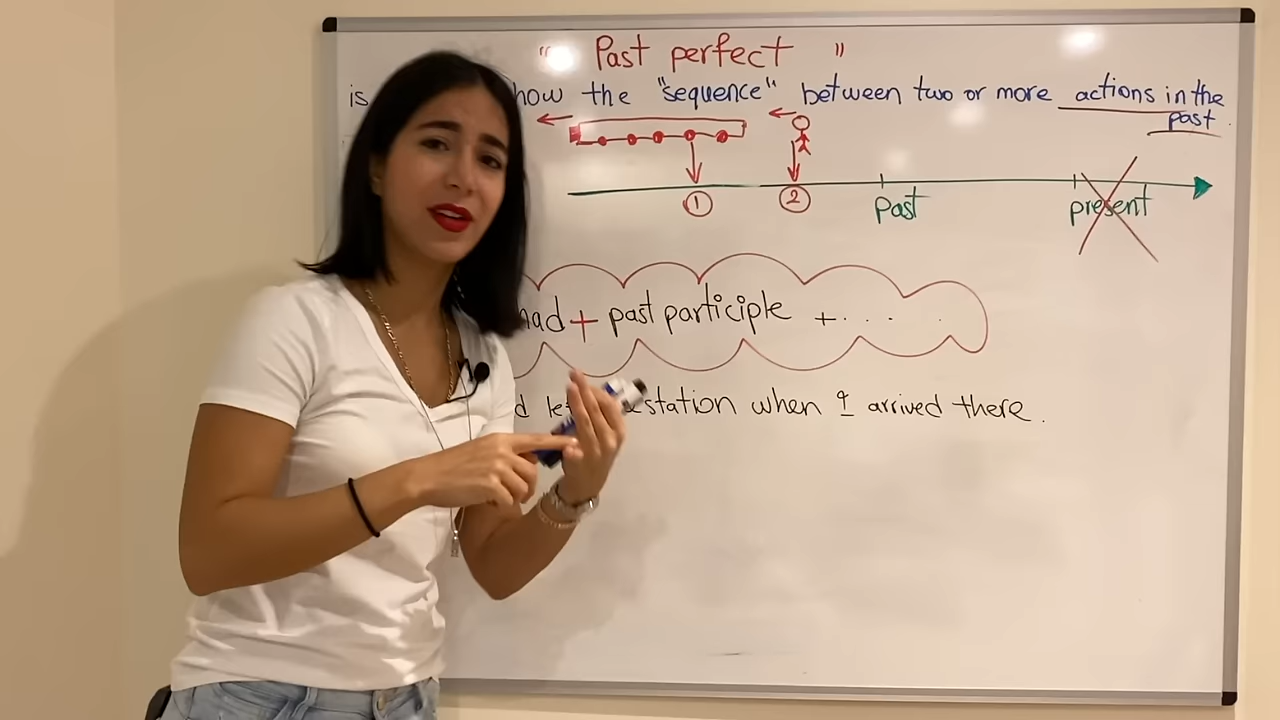 " Past perfect "
is how the "sequence" between two or more actions in the
past
1 2 past present
had + past participle + . . . .
station when I arrived there.